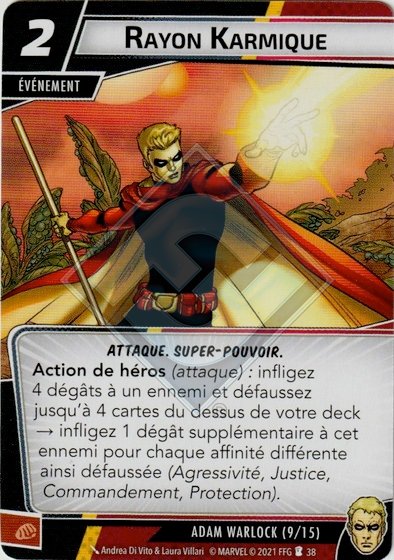 2
RAYON KARMIQUE
ÉVÉNEMENT
ATTAQUE. SUPER-POUVOIR.
Action de héros (attaque) : infligez
4 dégâts à un ennemi et défaussez
jusqu'à 4 cartes du dessus de votre deck
→ infligez 1 dégât supplémentaire à cet
ennemi pour chaque affinité différente
ainsi défaussée (Agressivité, Justice,
Commandement, Protection).
ADAM WARLOCK (9/15)
Andrea Di Vito & Laura Villari © MARVEL © 2021 FFG 38